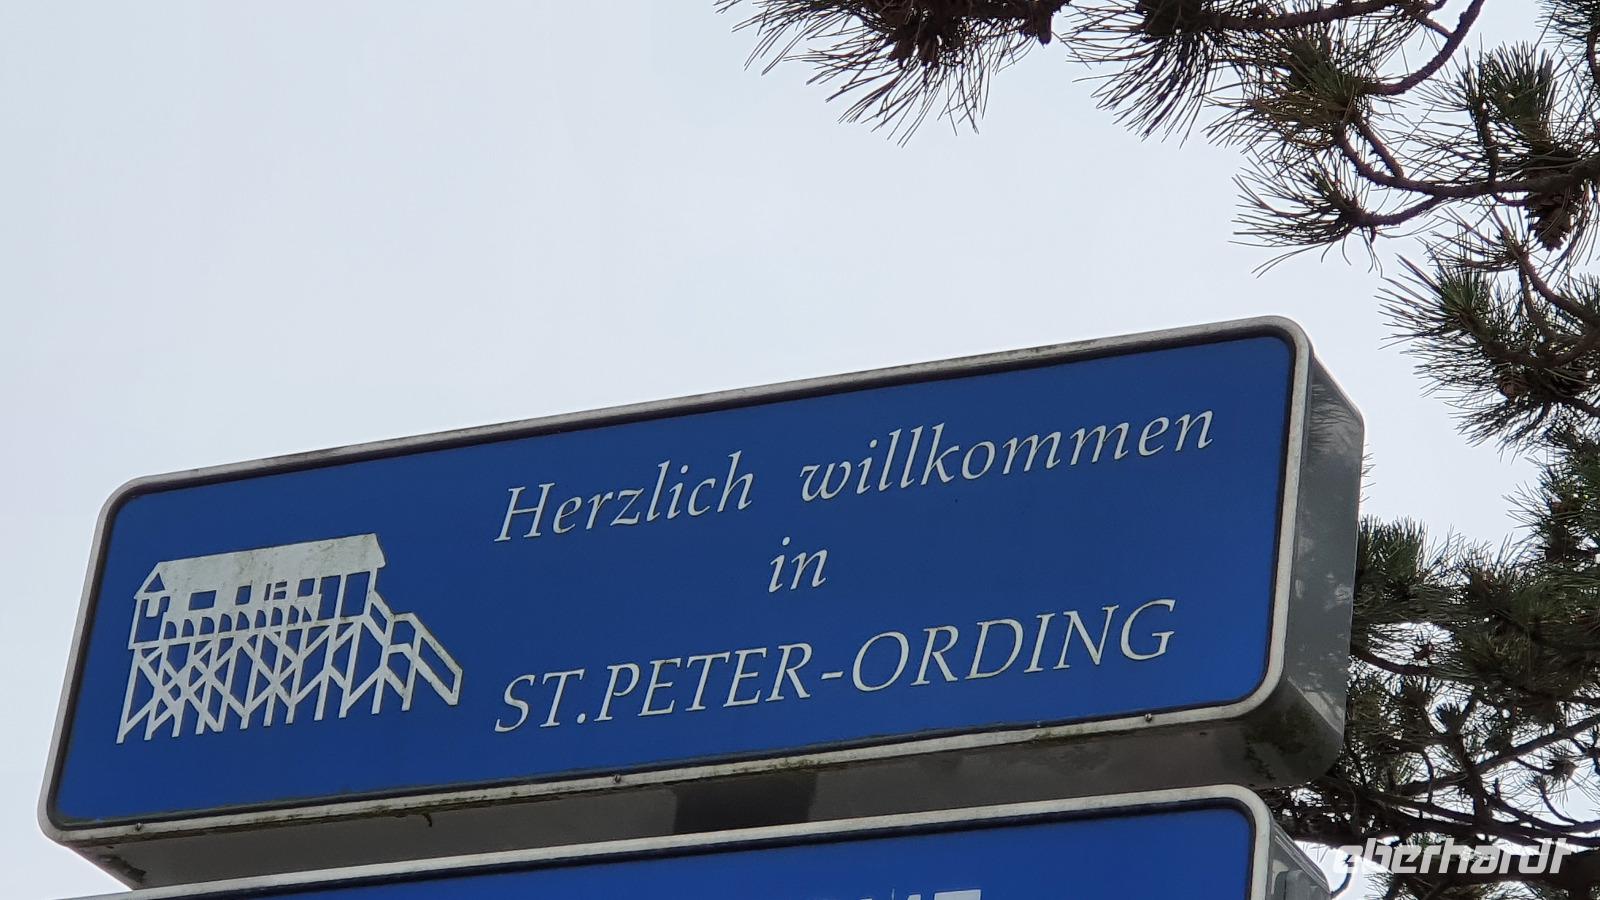 Herzlich willkommen
in
ST.PETER-ORDING
eberhardt